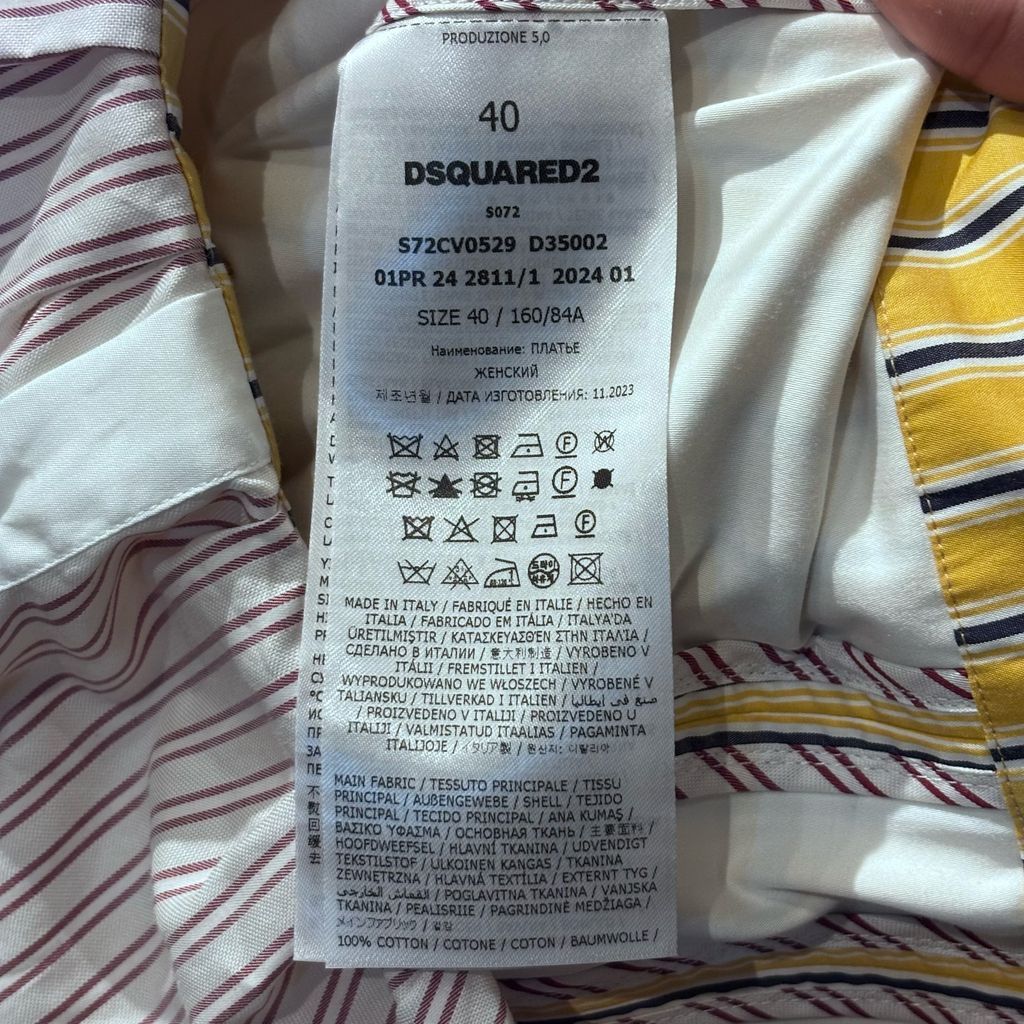 PRODUZIONE 5,0
40
DSQUARED2
S072
S72CV0529 D35002
01PR 24 2811/1 2024 01
SIZE 40 / 160/84A
Наименование: ПЛАТЬЕ
ЖЕНСКИЙ
제조년월 / ДАТА ИЗГОТОВЛЕНИЯ: 11.2023
MADE IN ITALY / FABRIQUÉ EN ITALIE / HECHO EN
ITALIA / FABRICADO EM ITÁLIA / ITALYA'DA
ÜRETILMIŞTIR / ΚΑΤΑΣΚΕΥΑΣΘΈΝ ΣΤΗΝ ΙΤΑΛΊΑ /
СДЕЛАНО В ИТАЛИИ / 意大利制造 / VYROBENO V
ITÁLII / FREMSTILLET I ITALIEN /
WYPRODUKOWANO WE WŁOSZECH / VYROBENÉ V
TALIANSKU / TILLVERKAD I ITALIEN / صنع في ايطاليا
/ PROIZVEDENO V ITALIJI / PROIZVEDENO U
ITALIJI / VALMISTATUD ITAALIAS / PAGAMINTA
ITALIJOJE / イタリア製 / 원산지: 이탈리아
MAIN FABRIC / TESSUTO PRINCIPALE / TISSU
PRINCIPAL / AUßENGEWEBE / SHELL / TEJIDO
PRINCIPAL / TECIDO PRINCIPAL / ANA KUMAŞ /
ΒΑΣΙΚΟ ΎΦΑΣΜΑ / ОСНОВНАЯ ТКАНЬ / 主要面料 /
HOOFDWEEFSEL / HLAVNÍ TKANINA / UDVENDIGT
TEKSTILSTOF / ULKOINEN KANGAS / TKANINA
ZEWNĘTRZNA / HLAVNÁ TEXTÍLIA / EXTERNT TYG /
القماش الخارجي / POGLAVITNA TKANINA / VANJSKA
TKANINA / PEALISRIIE / PAGRINDINĖ MEDŽIAGA /
メインファブリック / 겉감
100% COTTON / COTONE / COTON / BAUMWOLLE /